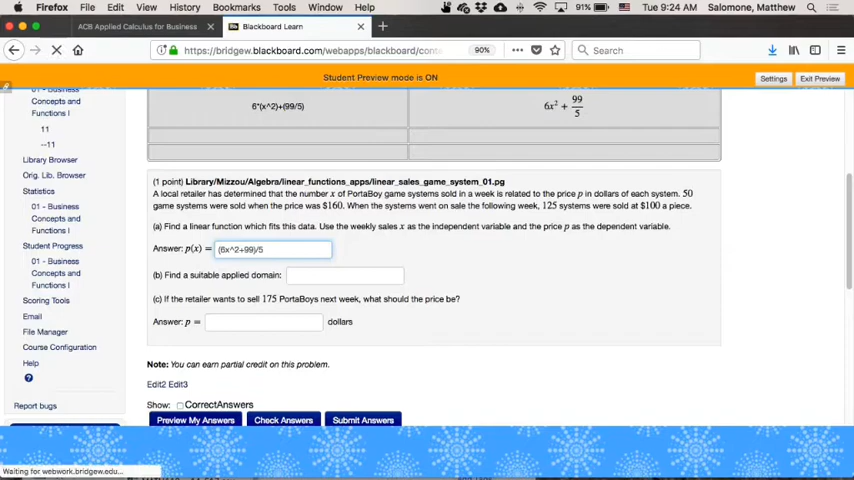 Firefox File Edit View History Bookmarks Tools Window Help 91% Tue 9:24 AM Salomone, Matthew
ACB Applied Calculus for Business × Bb Blackboard Learn × +
https://bridgew.blackboard.com/webapps/blackboard/conte 90% Search
Student Preview mode is ON Settings Exit Preview
01 - Business
Concepts and
Functions I
11
--11
Library Browser
Orig. Lib. Browser
Statistics
01 - Business
Concepts and
Functions I
Student Progress
01 - Business
Concepts and
Functions I
Scoring Tools
Email
File Manager
Course Configuration
Help
?
Report bugs
6*(x^2)+(99/5) 6x² + 99/5
(1 point) Library/Mizzou/Algebra/linear_functions_apps/linear_sales_game_system_01.pg
A local retailer has determined that the number x of PortaBoy game systems sold in a week is related to the price p in dollars of each system. 50
game systems were sold when the price was $160. When the systems went on sale the following week, 125 systems were sold at $100 a piece.
(a) Find a linear function which fits this data. Use the weekly sales x as the independent variable and the price p as the dependent variable.
Answer: p(x) = (6x^2+99)/5
(b) Find a suitable applied domain:
(c) If the retailer wants to sell 175 PortaBoys next week, what should the price be?
Answer: p = dollars
Note: You can earn partial credit on this problem.
Edit2 Edit3
Show: CorrectAnswers
Preview My Answers Check Answers Submit Answers
Waiting for webwork.bridgew.edu...